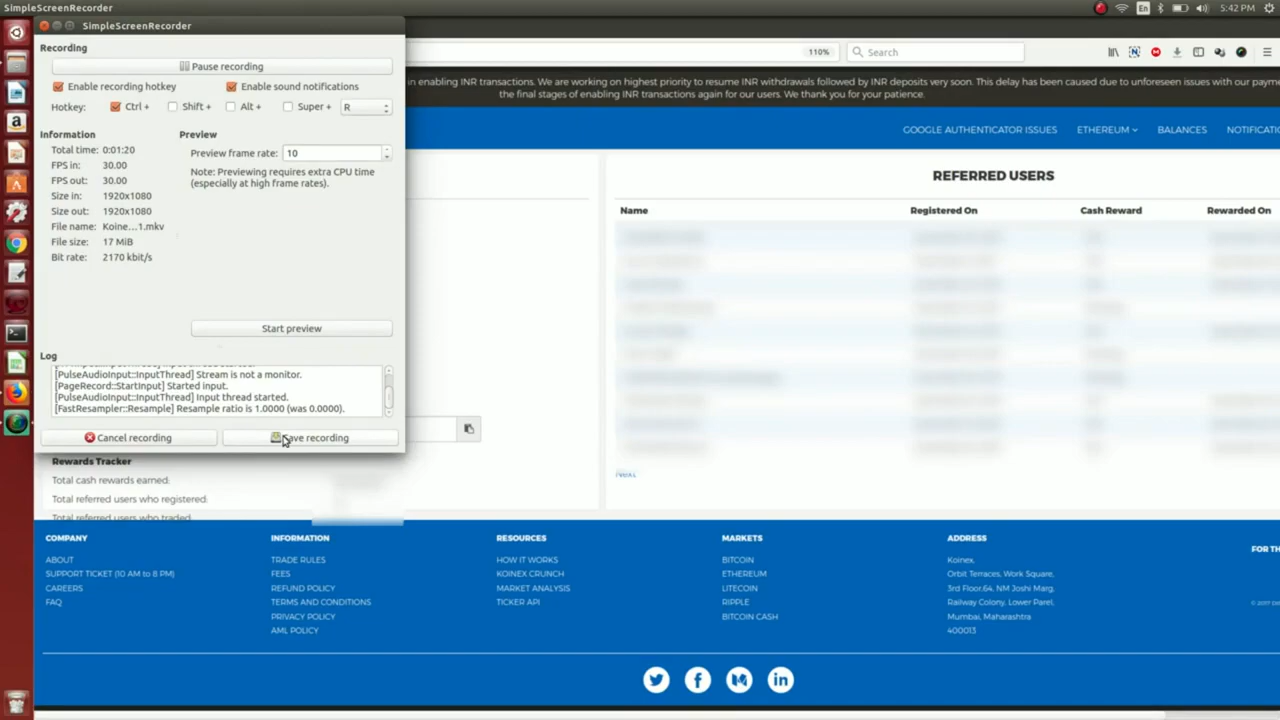 SimpleScreenRecorder
En
5:42 PM
SimpleScreenRecorder
Recording
Pause recording
Enable recording hotkey
Enable sound notifications
Hotkey:
Ctrl +
Shift +
Alt +
Super +
R
Information
Total time: 0:01:20
FPS in: 30.00
FPS out: 30.00
Size in: 1920x1080
Size out: 1920x1080
File name: Koine...1.mkv
File size: 17 MiB
Bit rate: 2170 kbit/s
Preview
Preview frame rate: 10
Note: Previewing requires extra CPU time
(especially at high frame rates).
Start preview
Log
[PulseAudioInput::InputThread] Stream is not a monitor.
[PageRecord::StartInput] Started input.
[PulseAudioInput::InputThread] Input thread started.
[FastResampler::Resample] Resample ratio is 1.0000 (was 0.0000).
Cancel recording
Save recording
110%
Search
in enabling INR transactions. We are working on highest priority to resume INR withdrawals followed by INR deposits very soon. This delay has been caused due to unforeseen issues with our payme
the final stages of enabling INR transactions again for our users. We thank you for your patience.
GOOGLE AUTHENTICATOR ISSUES
ETHEREUM
BALANCES
NOTIFICATIO
REFERRED USERS
Name
Registered On
Cash Reward
Rewarded On
Next
Rewards Tracker
Total cash rewards earned:
Total referred users who registered:
Total referred users who traded
COMPANY
ABOUT
SUPPORT TICKET (10 AM to 8 PM)
CAREERS
FAQ
INFORMATION
TRADE RULES
FEES
REFUND POLICY
TERMS AND CONDITIONS
PRIVACY POLICY
AML POLICY
RESOURCES
HOW IT WORKS
KOINEX CRUNCH
MARKET ANALYSIS
TICKER API
MARKETS
BITCOIN
ETHEREUM
LITECOIN
RIPPLE
BITCOIN CASH
ADDRESS
Koinex,
Orbit Terraces, Work Square,
3rd Floor,64, NM Joshi Marg,
Railway Colony, Lower Parel,
Mumbai, Maharashtra
400013
FOR TH
© 2017